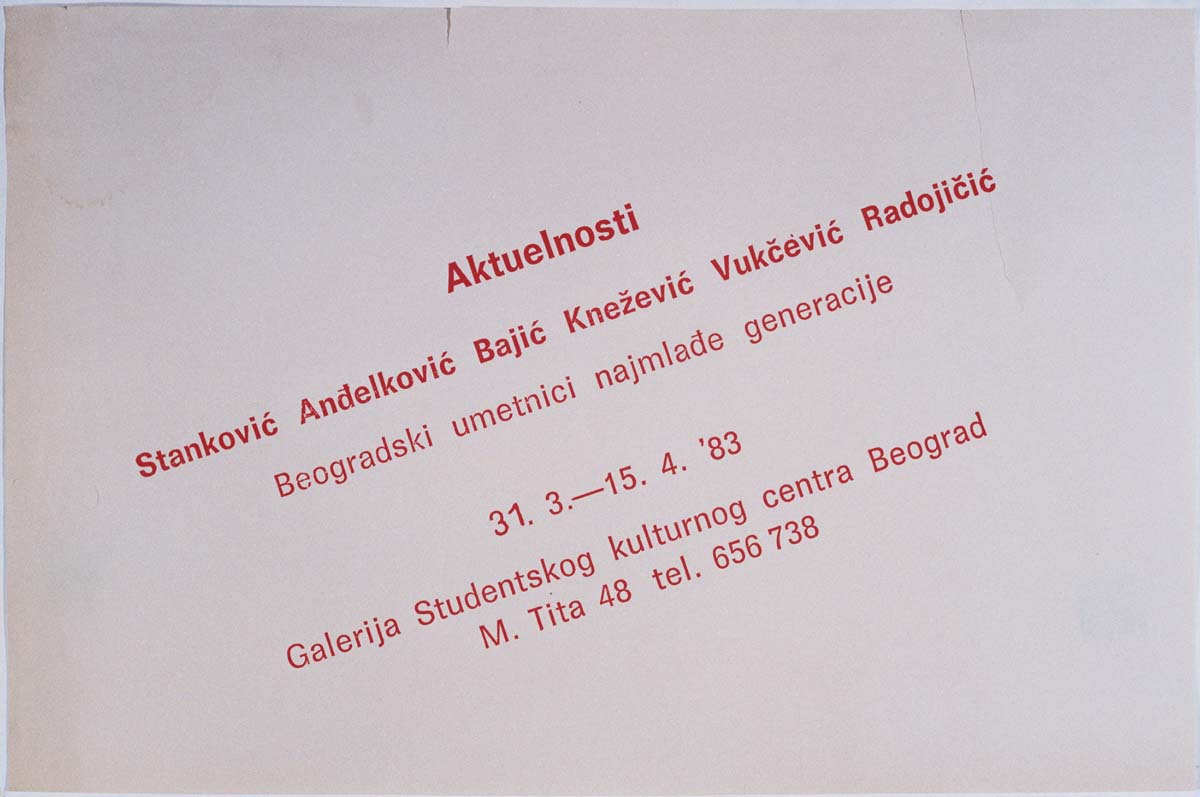 Aktuelnosti
Stanković Anđelković Bajić Knežević Vukčević Radojičić
Beogradski umetnici najmlađe generacije
31. 3.—15. 4. '83
Galerija Studentskog kulturnog centra Beograd
M. Tita 48 tel. 656 738